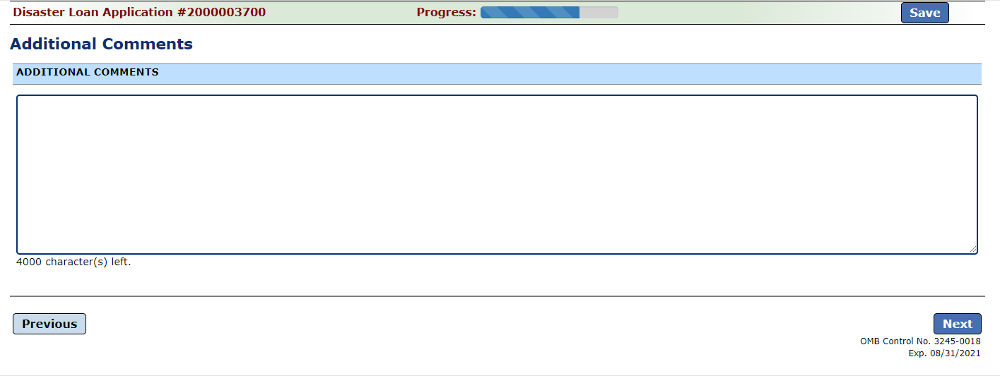 Disaster Loan Application #2000003700 Progress: Save
Additional Comments
ADDITIONAL COMMENTS
4000 character(s) left.
Previous Next
OMB Control No. 3245-0018
Exp. 08/31/2021